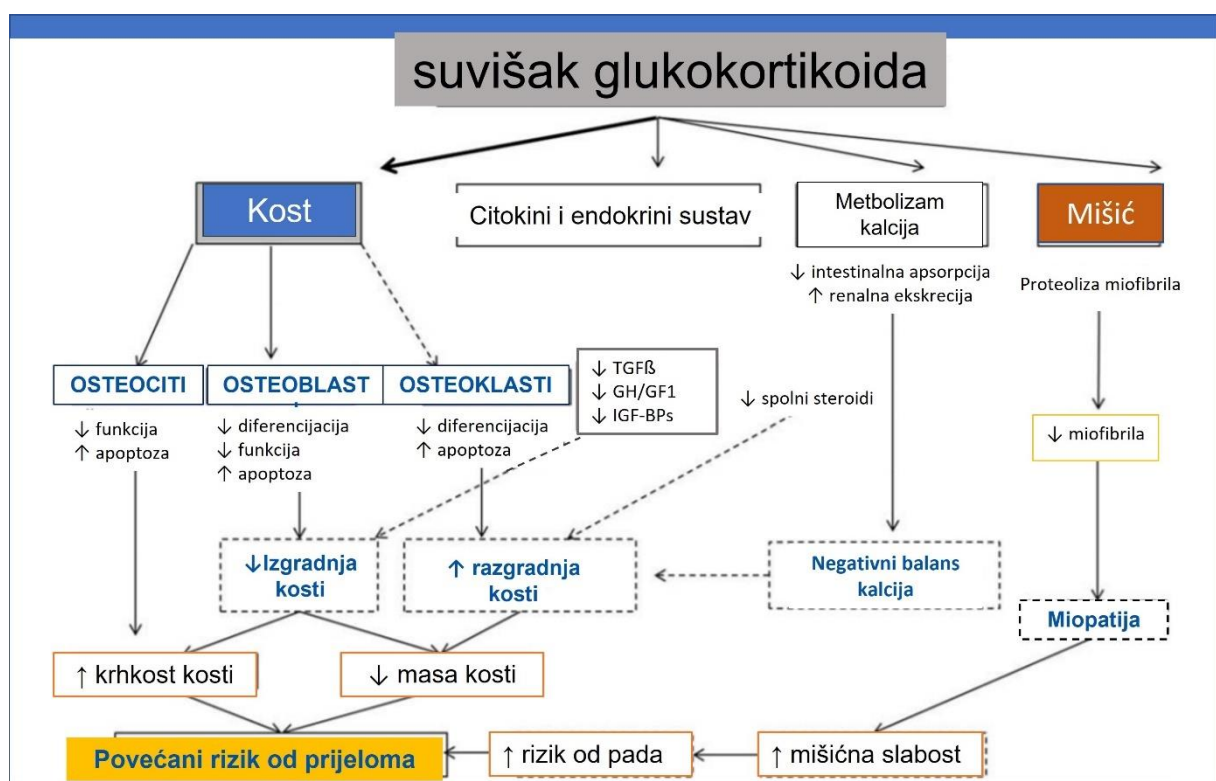 suvišak glukokortikoida
Kost
Citokini i endokrini sustav
Metbolizam
kalcija
Mišić
↓ intestinalna apsorpcija
↑ renalna ekskrecija
Proteoliza miofibrila
OSTEOCITI
OSTEOBLAST
OSTEOKLASTI
↓ TGFß
↓ GH/GF1
↓ IGF-BPs
↓ spolni steroidi
↓ funkcija
↑ apoptoza
↓ diferencijacija
↓ funkcija
↑ apoptoza
↓ diferencijacija
↑ apoptoza
↓ miofibrila
↓Izgradnja
kosti
↑ razgradnja
kosti
Negativni balans
kalcija
Miopatija
↑ krhkost kosti
↓ masa kosti
Povećani rizik od prijeloma
↑ rizik od pada
↑ mišićna slabost